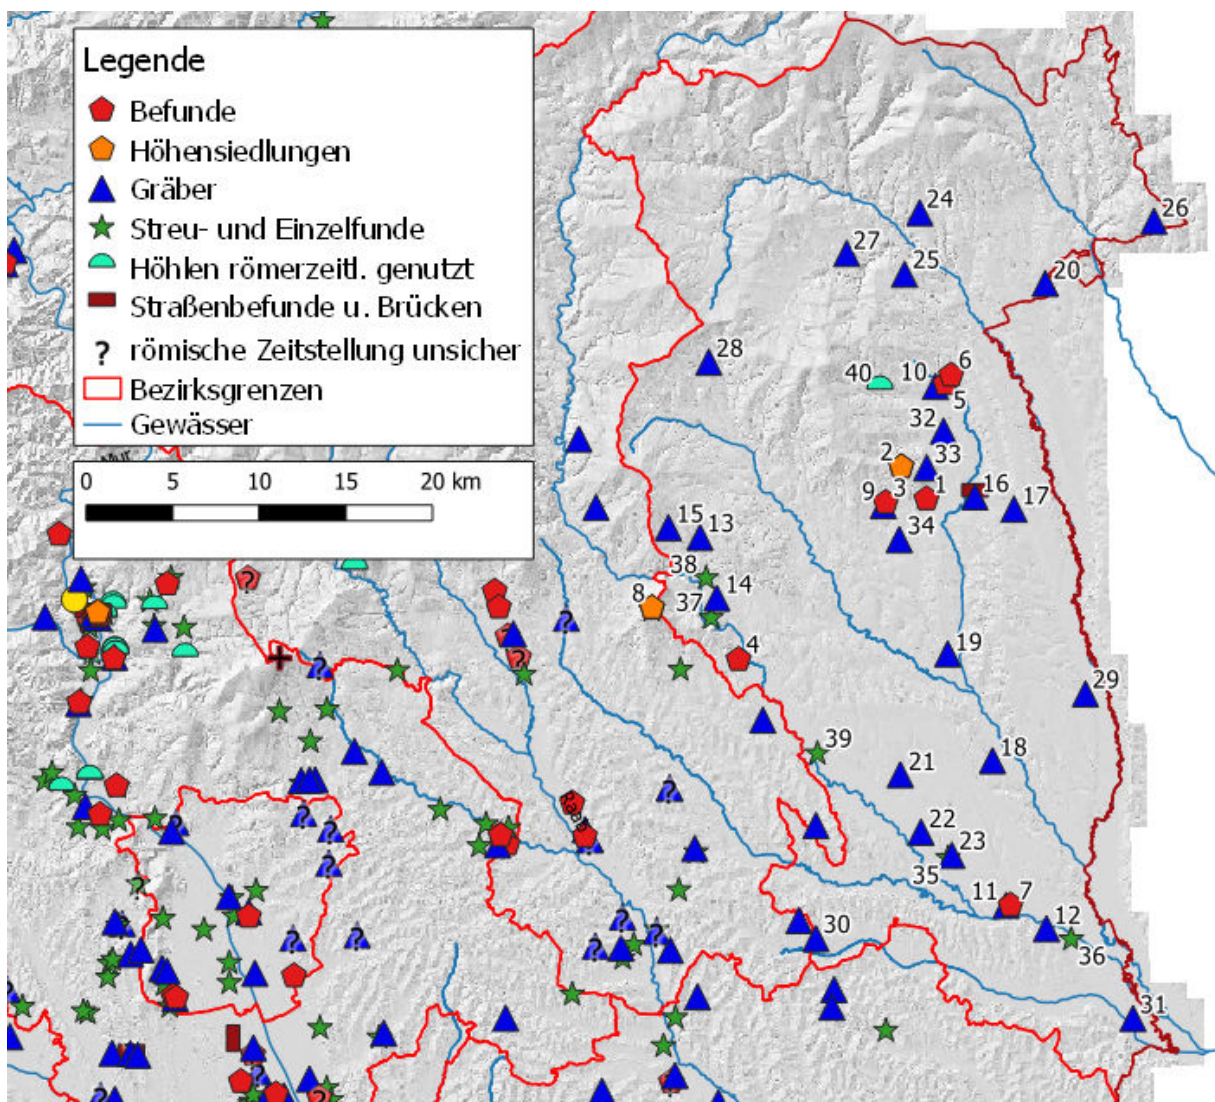 Legende
Befunde
Höhensiedlungen
Gräber
Streu- und Einzelfunde
Höhlen römerzeitl. genutzt
Straßenbefunde u. Brücken
? römische Zeitstellung unsicher
Bezirksgrenzen
Gewässer
0 5 10 15 20 km
24
26
27
25
20
28
40 10 6
5
32
2 33
9 3 1 16 17
34
15 13
38
8 37 14
4
19
29
39
21 18
22
23
35
11 7
12
30
36
31